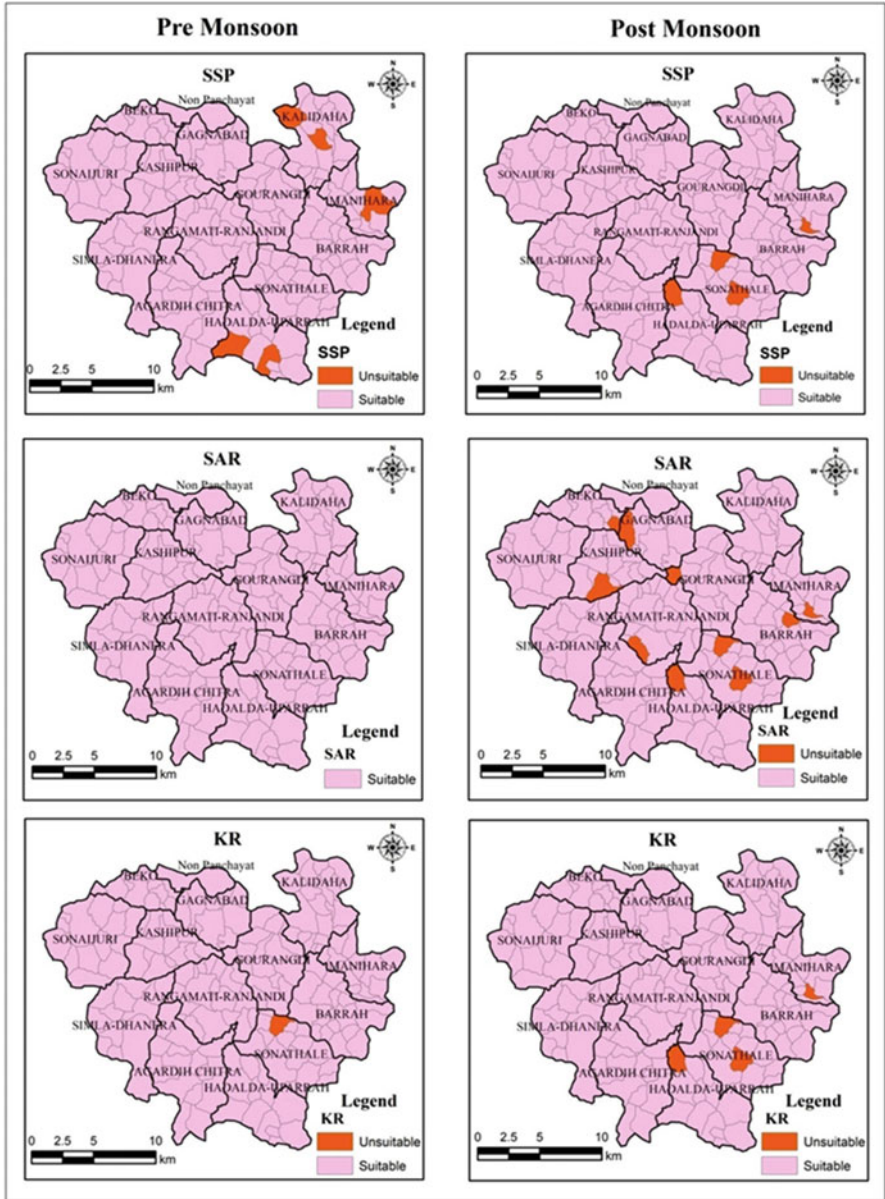 Pre Monsoon
Post Monsoon
SSP
N
W E
S
Non Panchayat
BEKO
KALIDAHA
GAGNABAD
SONAIJURI
KASHIPUR
GOURANGDI
MANIHARA
RANGAMATI-RANJANDI
BARRAH
SIMLA-DHANERA
SONATHALE
AGARDIH CHITRA
HADALDA-UPARRAH
Legend
SSP
0 2.5 5 10
km
Unsuitable
Suitable
SSP
N
W E
S
Non Panchayat
BEKO
KALIDAHA
GAGNABAD
SONAIJURI
KASHIPUR
GOURANGDI
MANIHARA
RANGAMATI-RANJANDI
BARRAH
SIMLA-DHANERA
SONATHALE
AGARDIH CHITRA
HADALDA-UPARRAH
Legend
SSP
0 2.5 5 10
km
Unsuitable
Suitable
SAR
N
W E
S
Non Panchayat
BEKO
KALIDAHA
GAGNABAD
SONAIJURI
KASHIPUR
GOURANGDI
MANIHARA
RANGAMATI-RANJANDI
BARRAH
SIMLA-DHANERA
SONATHALE
AGARDIH CHITRA
HADALDA-UPARRAH
Legend
SAR
0 2.5 5 10
km
Suitable
SAR
N
W E
S
Non Panchayat
BEKO
KALIDAHA
GAGNABAD
SONAIJURI
KASHIPUR
GOURANGDI
MANIHARA
RANGAMATI-RANJANDI
BARRAH
SIMLA-DHANERA
SONATHALE
AGARDIH CHITRA
HADALDA-UPARRAH
Legend
SAR
0 2.5 5 10
km
Unsuitable
Suitable
KR
N
W E
S
Non Panchayat
BEKO
KALIDAHA
GAGNABAD
SONAIJURI
KASHIPUR
GOURANGDI
MANIHARA
RANGAMATI-RANJANDI
BARRAH
SIMLA-DHANERA
SONATHALE
AGARDIH CHITRA
HADALDA-UPARRAH
Legend
KR
0 2.5 5 10
km
Unsuitable
Suitable
KR
N
W E
S
Non Panchayat
BEKO
KALIDAHA
GAGNABAD
SONAIJURI
KASHIPUR
GOURANGDI
MANIHARA
RANGAMATI-RANJANDI
BARRAH
SIMLA-DHANERA
SONATHALE
AGARDIH CHITRA
HADALDA-UPARRAH
Legend
KR
0 2.5 5 10
km
Unsuitable
Suitable